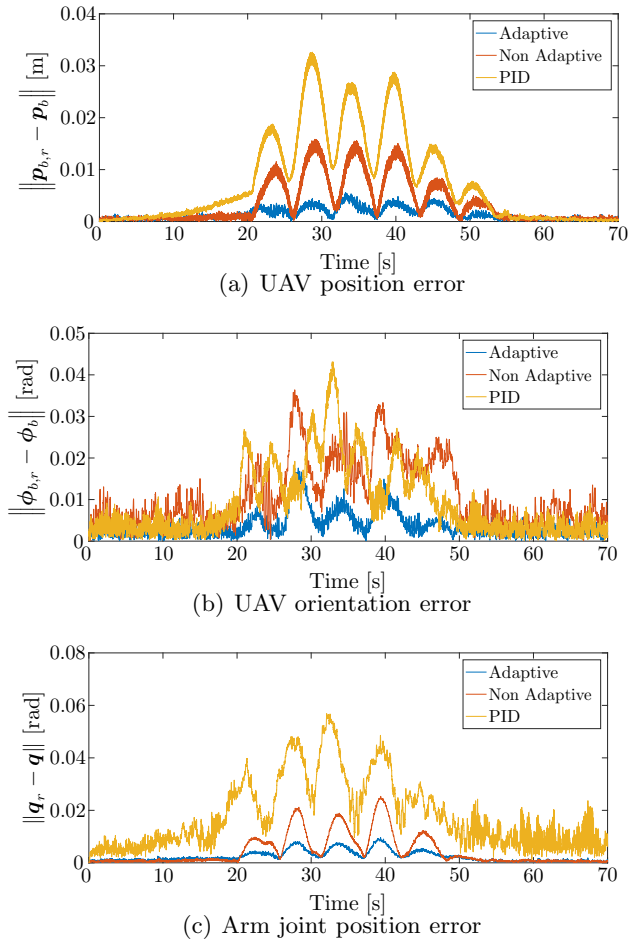 Adaptive
Non Adaptive
PID
‖p_{b,r} − p_b‖ [m]
0.04
0.03
0.02
0.01
0
0 10 20 30 40 50 60 70
Time [s]
(a) UAV position error
Adaptive
Non Adaptive
PID
‖ϕ_{b,r} − ϕ_b‖ [rad]
0.05
0.04
0.03
0.02
0.01
0
0 10 20 30 40 50 60 70
Time [s]
(b) UAV orientation error
Adaptive
Non Adaptive
PID
‖q_r − q‖ [rad]
0.08
0.06
0.04
0.02
0
0 10 20 30 40 50 60 70
Time [s]
(c) Arm joint position error